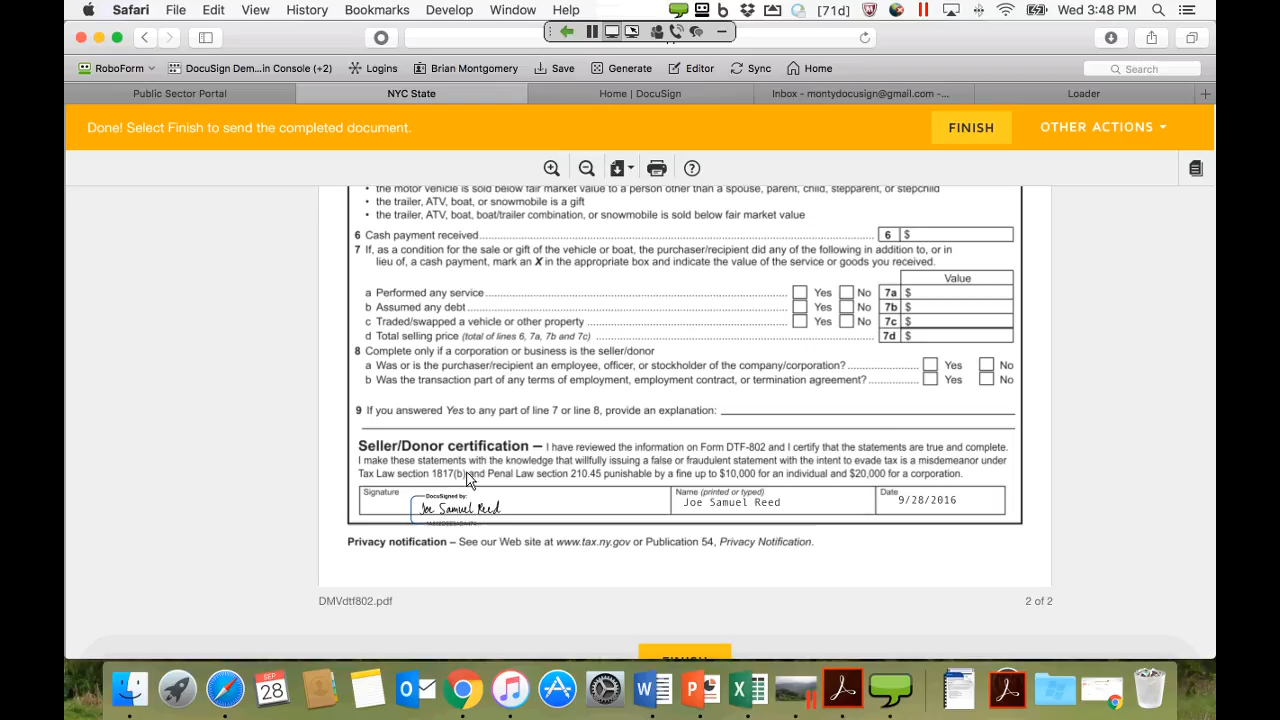 Safari File Edit View History Bookmarks Develop Window Help [71d] Wed 3:48 PM
RoboForm DocuSign Dem...in Console (+2) Logins Brian Montgomery Save Generate Editor Sync Home Search
Public Sector Portal NYC State Home | DocuSign Inbox - montydocusign@gmail.com -... Loader
Done! Select Finish to send the completed document. FINISH OTHER ACTIONS
• the motor vehicle is sold below fair market value to a person other than a spouse, parent, child, stepparent, or stepchild
• the trailer, ATV, boat, or snowmobile is a gift
• the trailer, ATV, boat, boat/trailer combination, or snowmobile is sold below fair market value
6 Cash payment received 6 $
7 If, as a condition for the sale or gift of the vehicle or boat, the purchaser/recipient did any of the following in addition to, or in
lieu of, a cash payment, mark an X in the appropriate box and indicate the value of the service or goods you received.
Value
a Performed any service Yes No 7a $
b Assumed any debt Yes No 7b $
c Traded/swapped a vehicle or other property Yes No 7c $
d Total selling price (total of lines 6, 7a, 7b and 7c) 7d $
8 Complete only if a corporation or business is the seller/donor
a Was or is the purchaser/recipient an employee, officer, or stockholder of the company/corporation? Yes No
b Was the transaction part of any terms of employment, employment contract, or termination agreement? Yes No
9 If you answered Yes to any part of line 7 or line 8, provide an explanation:
Seller/Donor certification — I have reviewed the information on Form DTF-802 and I certify that the statements are true and complete.
I make these statements with the knowledge that willfully issuing a false or fraudulent statement with the intent to evade tax is a misdemeanor under
Tax Law section 1817(b) and Penal Law section 210.45 punishable by a fine up to $10,000 for an individual and $20,000 for a corporation.
Signature Name (printed or typed) Date
DocuSigned by:
Joe Samuel Reed Joe Samuel Reed 9/28/2016
Privacy notification – See our Web site at www.tax.ny.gov or Publication 54, Privacy Notification.
DMVdtf802.pdf 2 of 2
FINISH
SEP
28